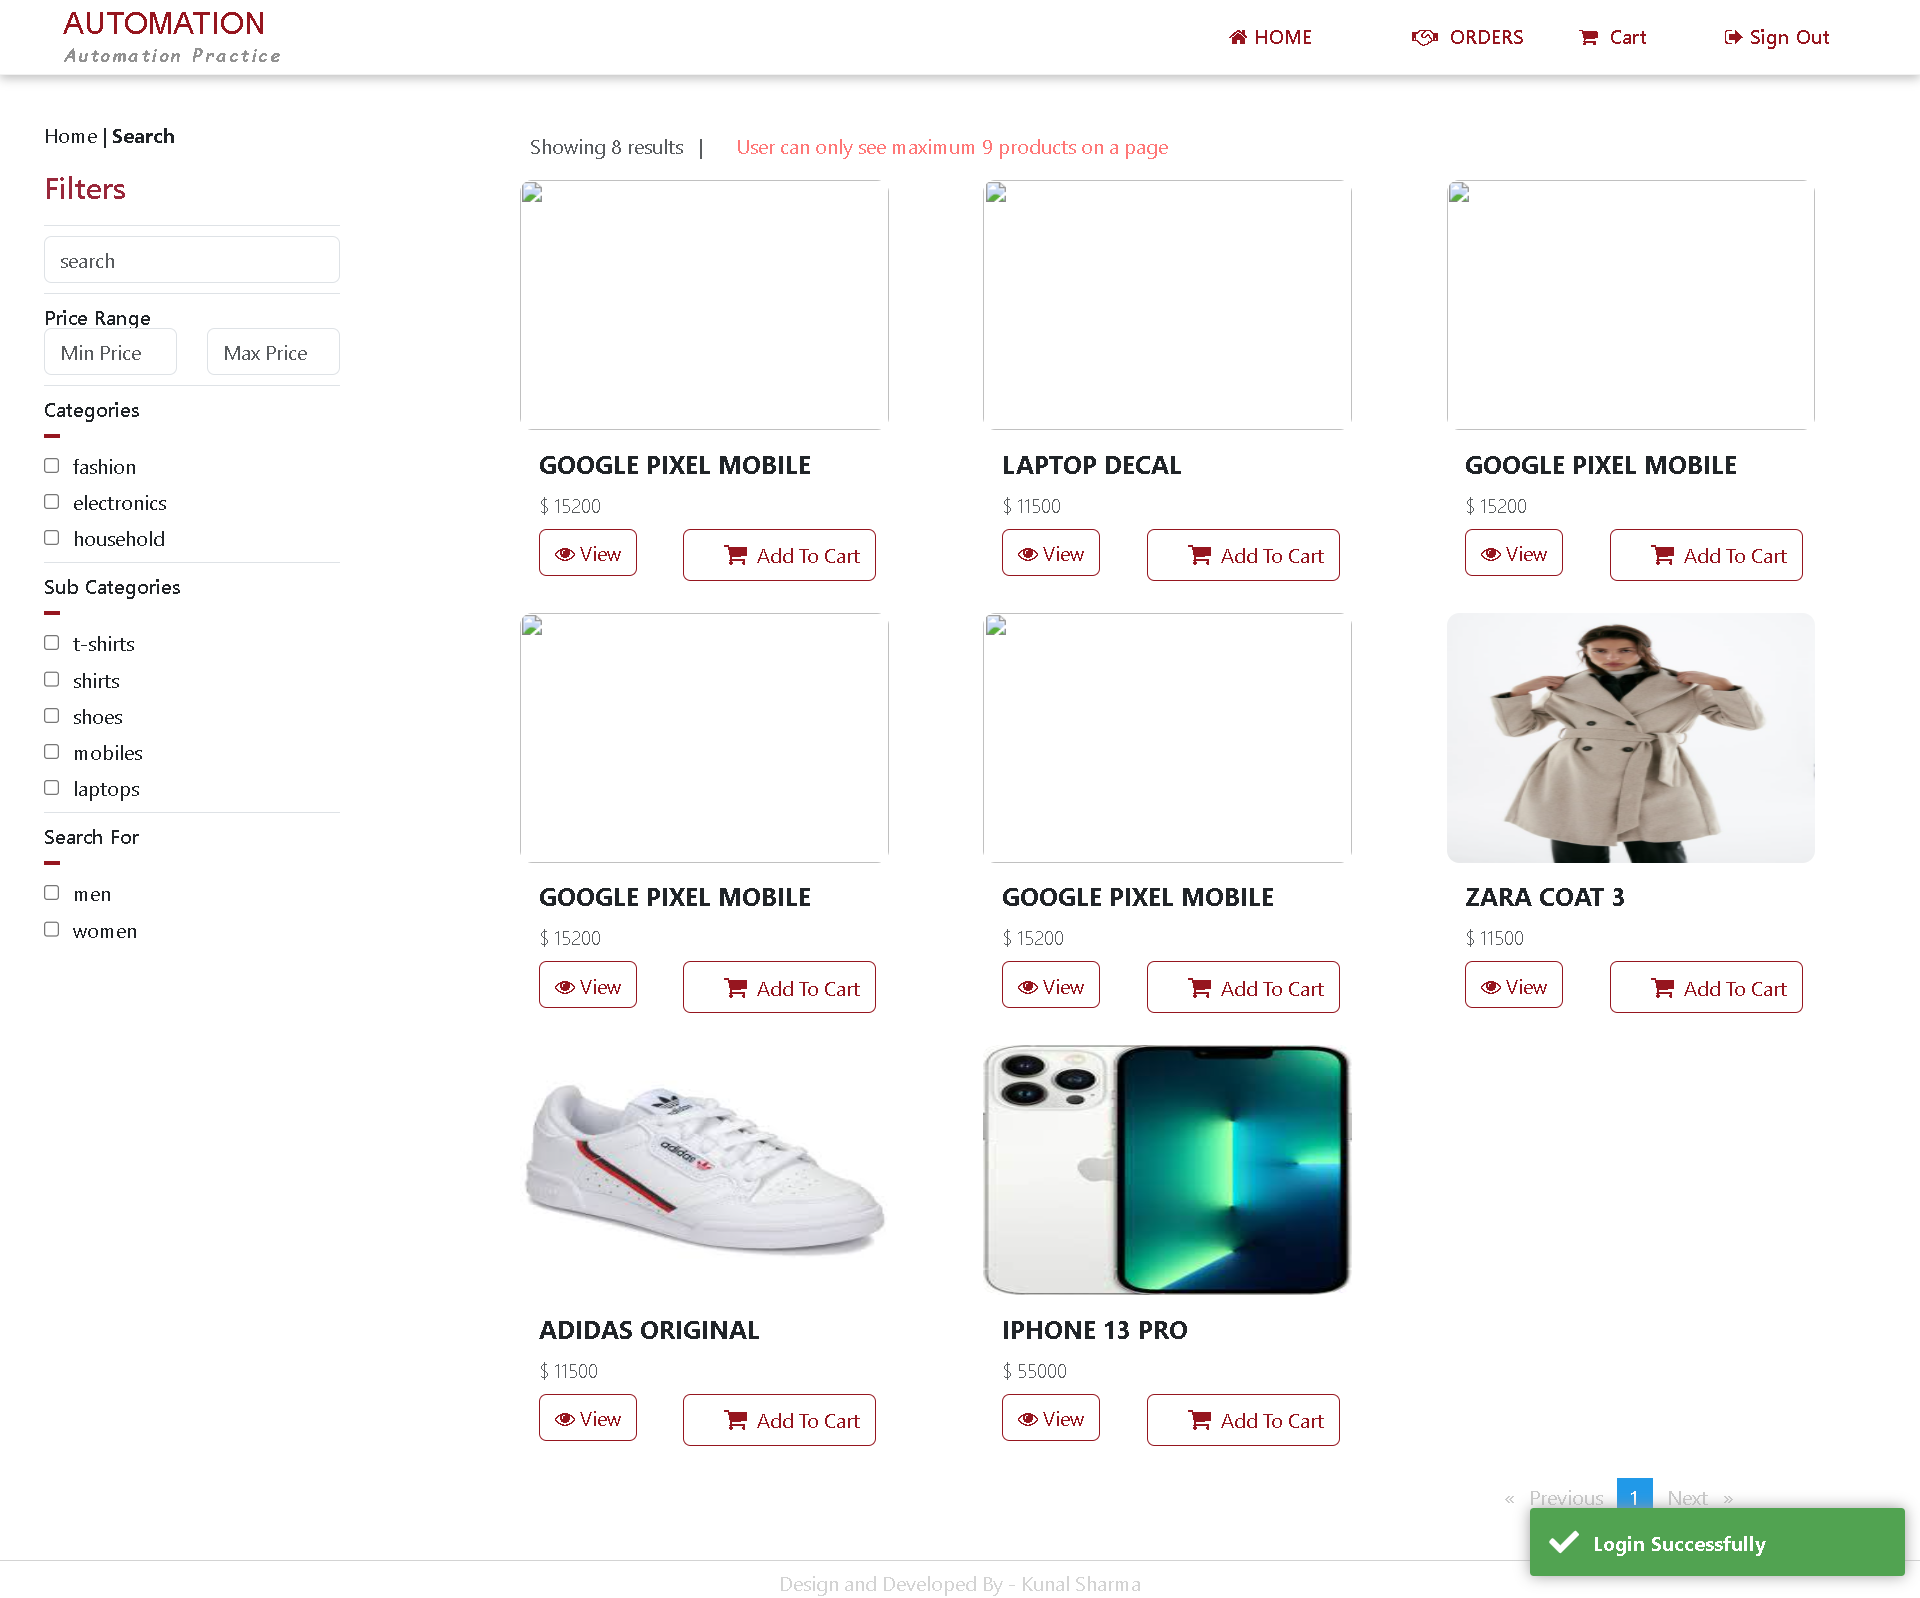 AUTOMATION
Automation Practice
HOME
ORDERS
Cart
Sign Out
Home | Search
Filters
search
Price Range
Min Price
Max Price
Categories
fashion
electronics
household
Sub Categories
t-shirts
shirts
shoes
mobiles
laptops
Search For
men
women
Showing 8 results |
User can only see maximum 9 products on a page
GOOGLE PIXEL MOBILE
$ 15200
View
Add To Cart
LAPTOP DECAL
$ 11500
View
Add To Cart
GOOGLE PIXEL MOBILE
$ 15200
View
Add To Cart
GOOGLE PIXEL MOBILE
$ 15200
View
Add To Cart
GOOGLE PIXEL MOBILE
$ 15200
View
Add To Cart
ZARA COAT 3
$ 11500
View
Add To Cart
adidas
adidas
ADIDAS ORIGINAL
$ 11500
View
Add To Cart
IPHONE 13 PRO
$ 55000
View
Add To Cart
« Previous 1 Next »
Login Successfully
Design and Developed By - Kunal Sharma